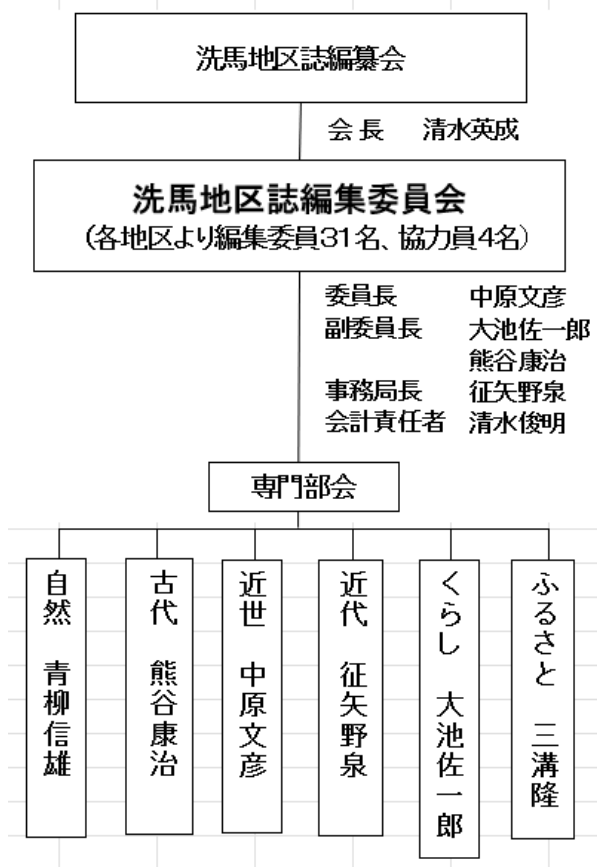 洗馬地区誌編纂会
会長 清水英成
洗馬地区誌編集委員会
(各地区より編集委員31名、協力員4名)
委員長 中原文彦
副委員長 大池佐一郎
熊谷康治
事務局長 征矢野泉
会計責任者 清水俊明
専門部会
自然 青柳信雄
古代 熊谷康治
近世 中原文彦
近代 征矢野泉
くらし 大池佐一郎
ふるさと 三溝隆